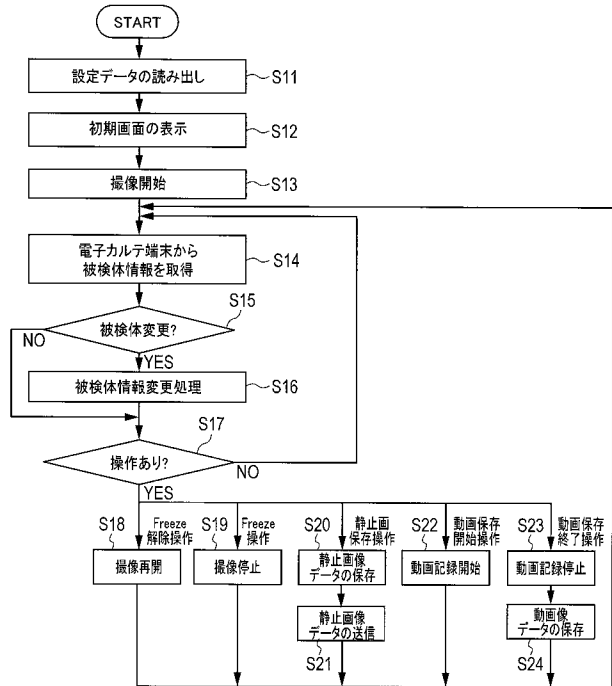 START
設定データの読み出し
S11
初期画面の表示
S12
撮像開始
S13
電子カルテ端末から
被検体情報を取得
S14
S15
被検体変更?
NO
YES
被検体情報変更処理
S16
S17
操作あり?
NO
YES
S18
Freeze
解除操作
撮像再開
S19
Freeze
操作
撮像停止
S20
静止画
保存操作
静止画像
データの保存
静止画像
データの送信
S21
S22
動画保存
開始操作
動画記録開始
S23
動画保存
終了操作
動画記録停止
動画像
データの保存
S24